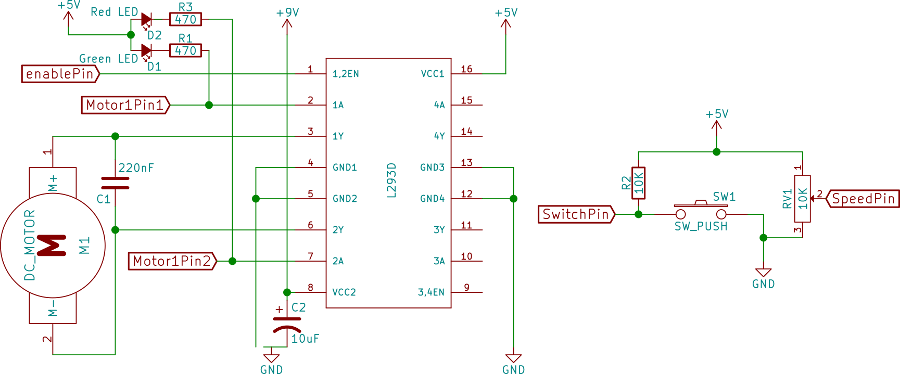 +5V
Red LED
R3
470
D2
+9V
+5V
R1
470
Green LED
D1
enablePin
1
1,2EN
VCC1
16
Motor1Pin1
2
1A
4A
15
3
1Y
4Y
14
+5V
1
M+
220nF
C1
4
GND1
GND3
13
L293D
R2
10K
1
RV1
10K
2
SpeedPin
3
5
GND2
GND4
12
SW1
SwitchPin
SW_PUSH
DC_MOTOR
M
M1
6
2Y
3Y
11
Motor1Pin2
7
2A
3A
10
GND
8
VCC2
3,4EN
9
M-
2
+
C2
10uF
GND
GND